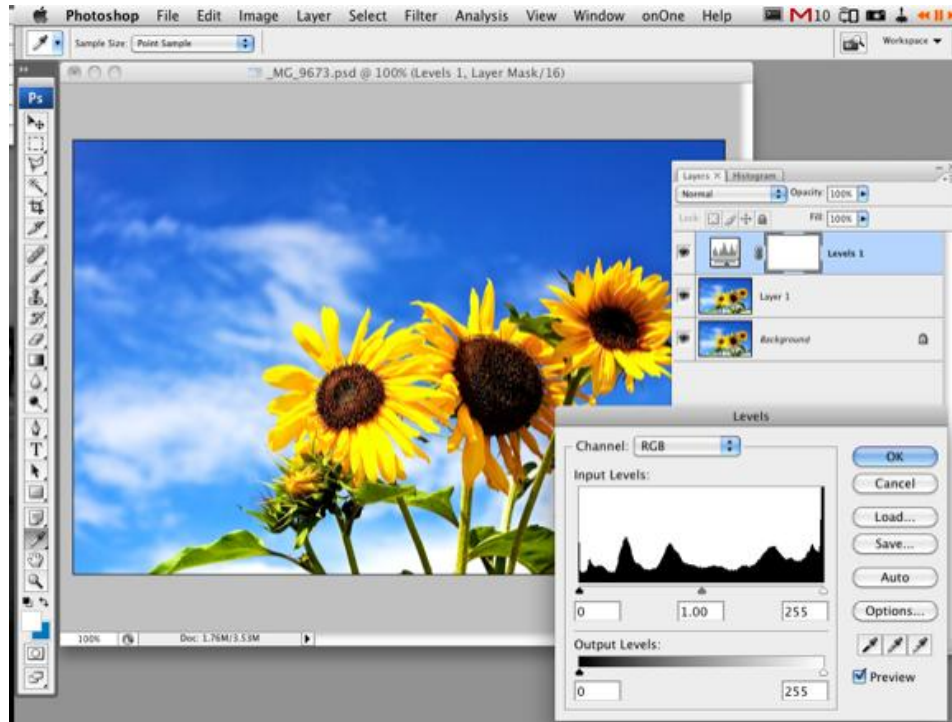 Photoshop File Edit Image Layer Select Filter Analysis View Window onOne Help M10
Sample Size: Point Sample
Workspace
_MG_9673.psd @ 100% (Levels 1, Layer Mask/16)
Ps
Layers × Histogram
Normal Opacity: 100%
Lock: Fill: 100%
Levels 1
Layer 1
Background
T
100% Doc: 1.76M/3.53M
Levels
Channel: RGB
Input Levels:
0 1.00 255
Output Levels:
0 255
OK
Cancel
Load...
Save...
Auto
Options...
Preview